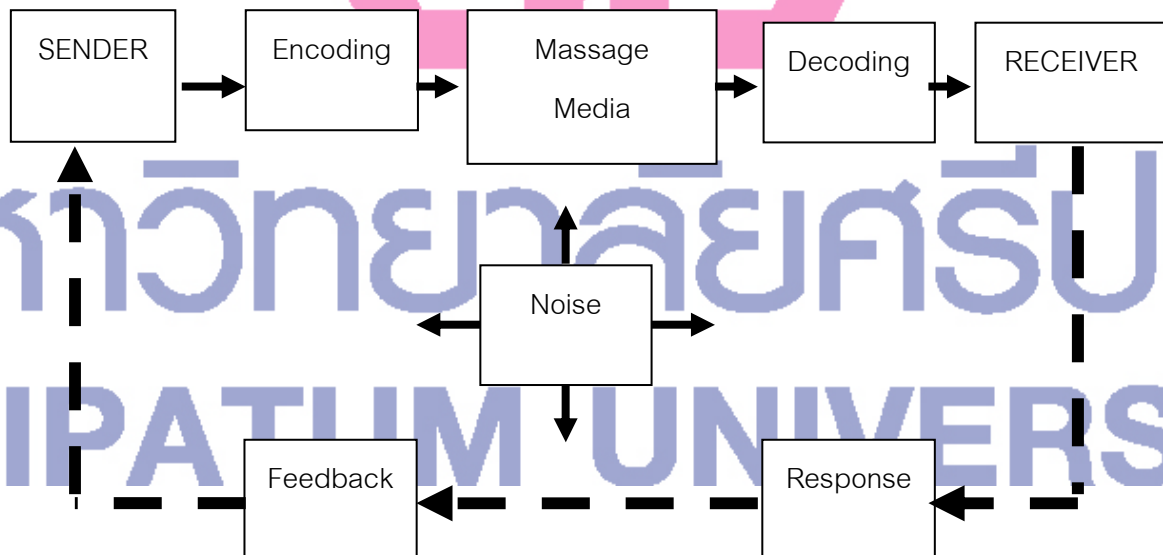 SENDER
Encoding
Massage
Media
Decoding
RECEIVER
หาวิทยาลัยศรีป
Noise
IPATUM UNIVERS
Feedback
Response